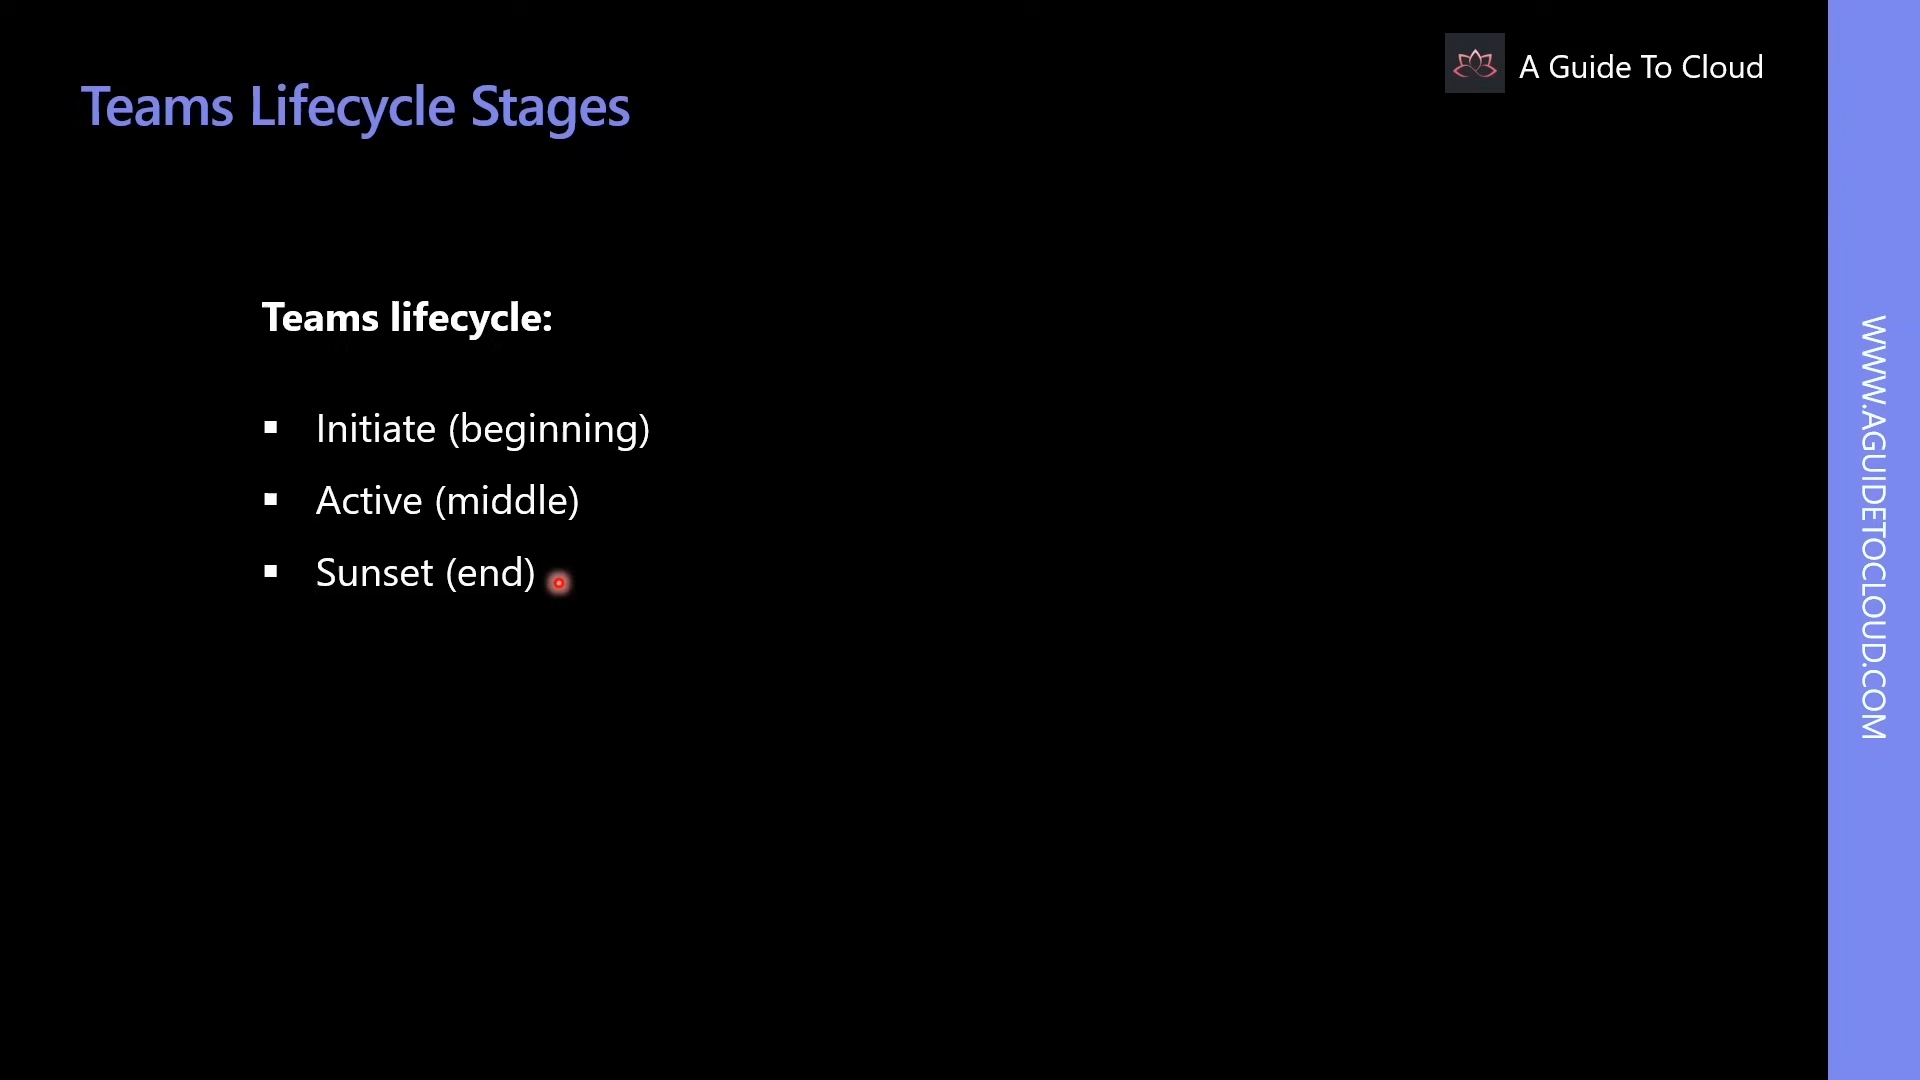 Teams Lifecycle Stages
A Guide To Cloud
Teams lifecycle:
▪ Initiate (beginning)
▪ Active (middle)
▪ Sunset (end)
WWW.AGUIDETOCLOUD.COM